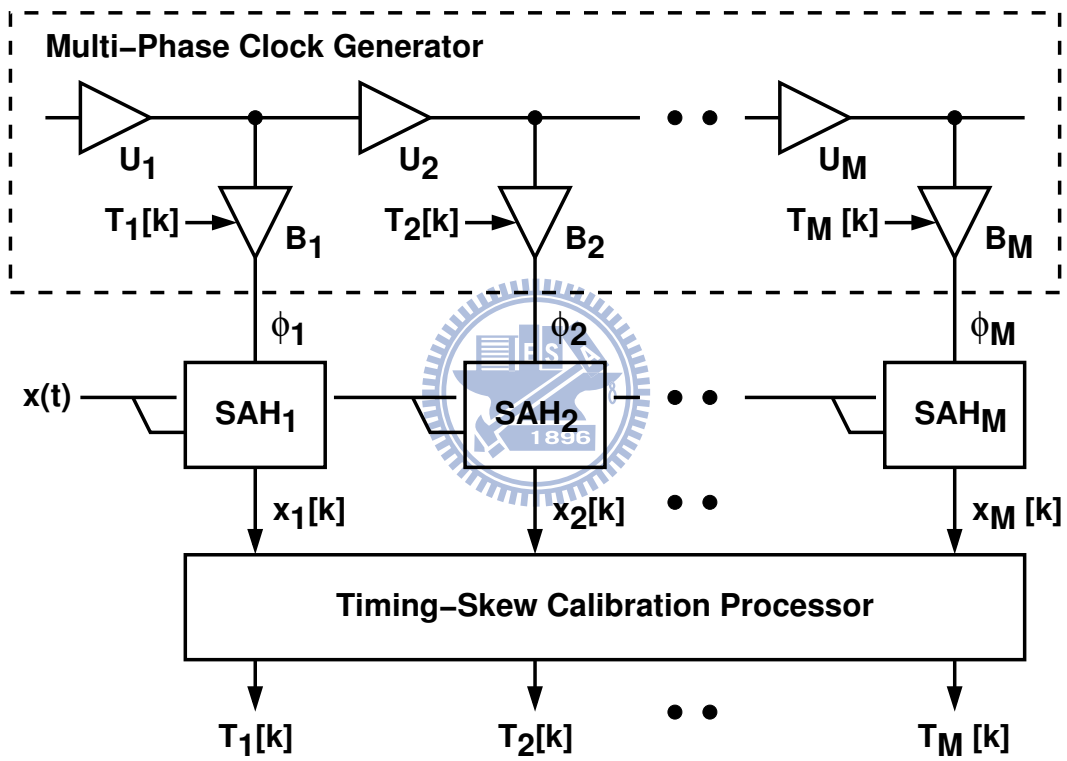 Multi−Phase Clock Generator
U1 U2 UM
T1[k] B1 T2[k] B2 TM [k] BM
ϕ1 ϕ2 ϕM
x(t) SAH1 SAH2 SAHM
ES
1896
x1[k] x2[k] xM [k]
Timing−Skew Calibration Processor
T1[k] T2[k] TM [k]